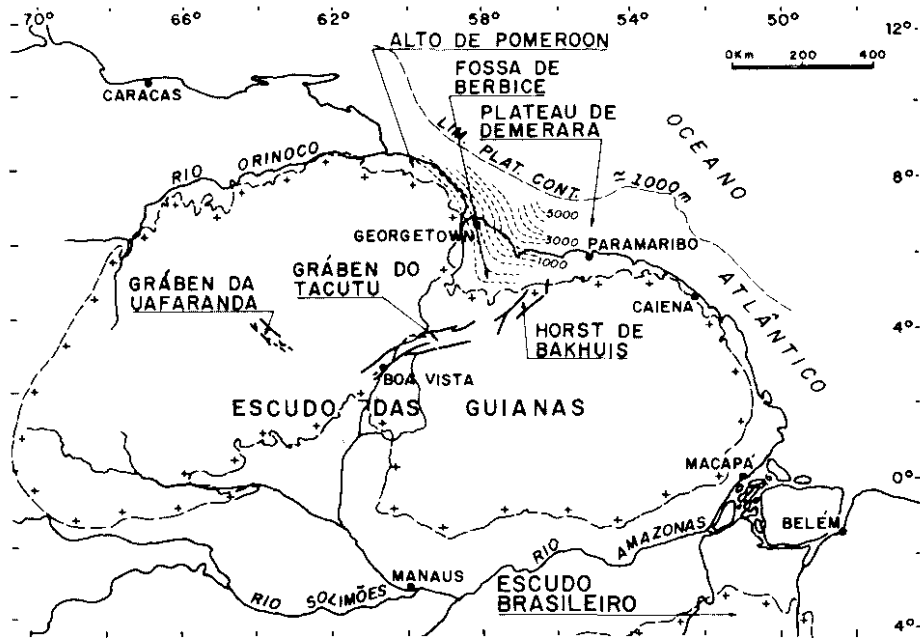 70°
66°
62°
58°
54°
50°
12°
ALTO DE POMEROON
0Km 200 400
FOSSA DE
BERBICE
CARACAS
PLATEAU DE
DEMERARA
OCEANO
LIM. PLAT. CONT.
RIO ORINOCO
≈ 1000m
8°
5000
GEORGETOWN
3000
PARAMARIBO
1000
GRÁBEN DA
UAFARANDA
GRÁBEN DO
TACUTU
ATLÂNTICO
CAIENA
HORST DE
BAKHUIS
4°
BOA VISTA
ESCUDO DAS GUIANAS
MACAPÁ
0°
BELÉM
RIO AMAZONAS
MANAUS
RIO SOLIMÕES
ESCUDO
BRASILEIRO
4°